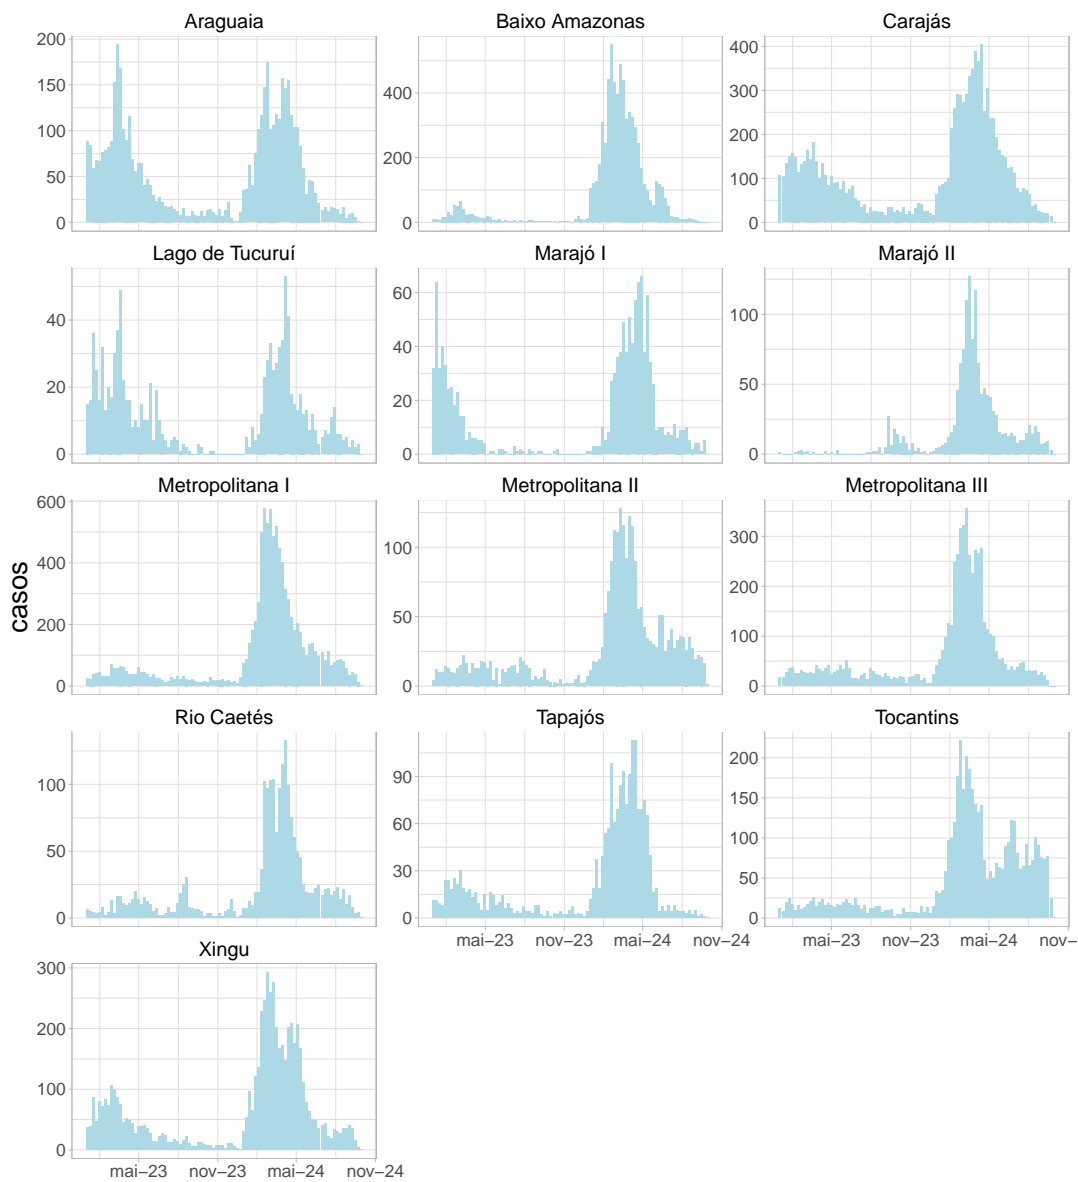 Araguaia
Baixo Amazonas
Carajás
200
150
100
50
0
400
200
0
400
300
200
100
0
Lago de Tucuruí
Marajó I
Marajó II
40
20
0
60
40
20
0
100
50
0
Metropolitana I
Metropolitana II
Metropolitana III
casos
600
400
200
0
100
50
0
300
200
100
0
Rio Caetés
Tapajós
Tocantins
100
50
0
90
60
30
0
200
150
100
50
0
mai−23
nov−23
mai−24
nov−24
mai−23
nov−23
mai−24
nov−
Xingu
300
200
100
0
mai−23
nov−23
mai−24
nov−24